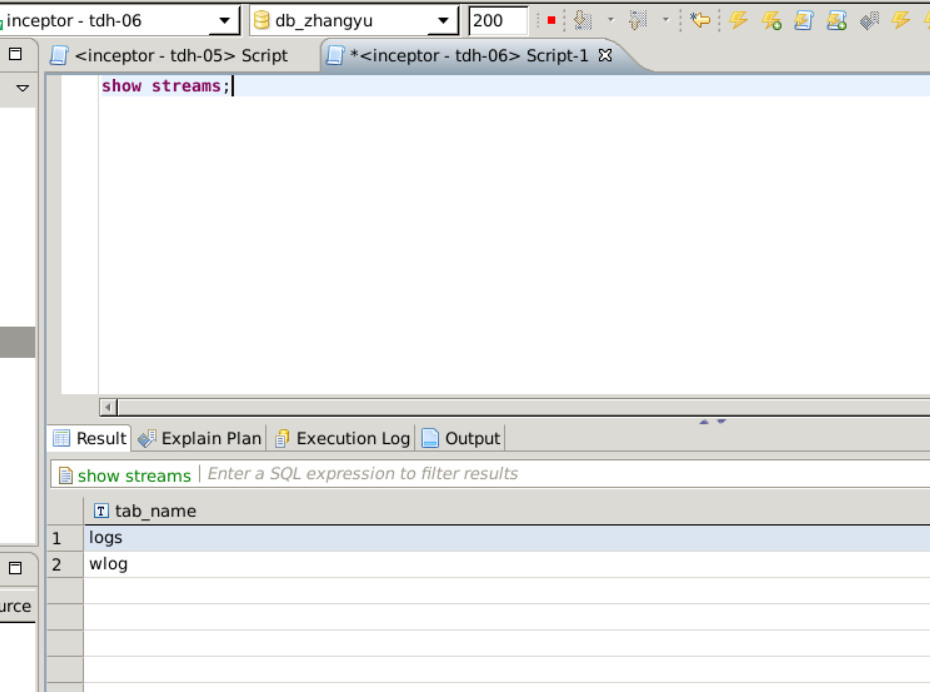 inceptor - tdh-06 db_zhangyu 200
<inceptor - tdh-05> Script *<inceptor - tdh-06> Script-1
show streams;
Result Explain Plan Execution Log Output
show streams Enter a SQL expression to filter results
tab_name
1 logs
2 wlog
urce